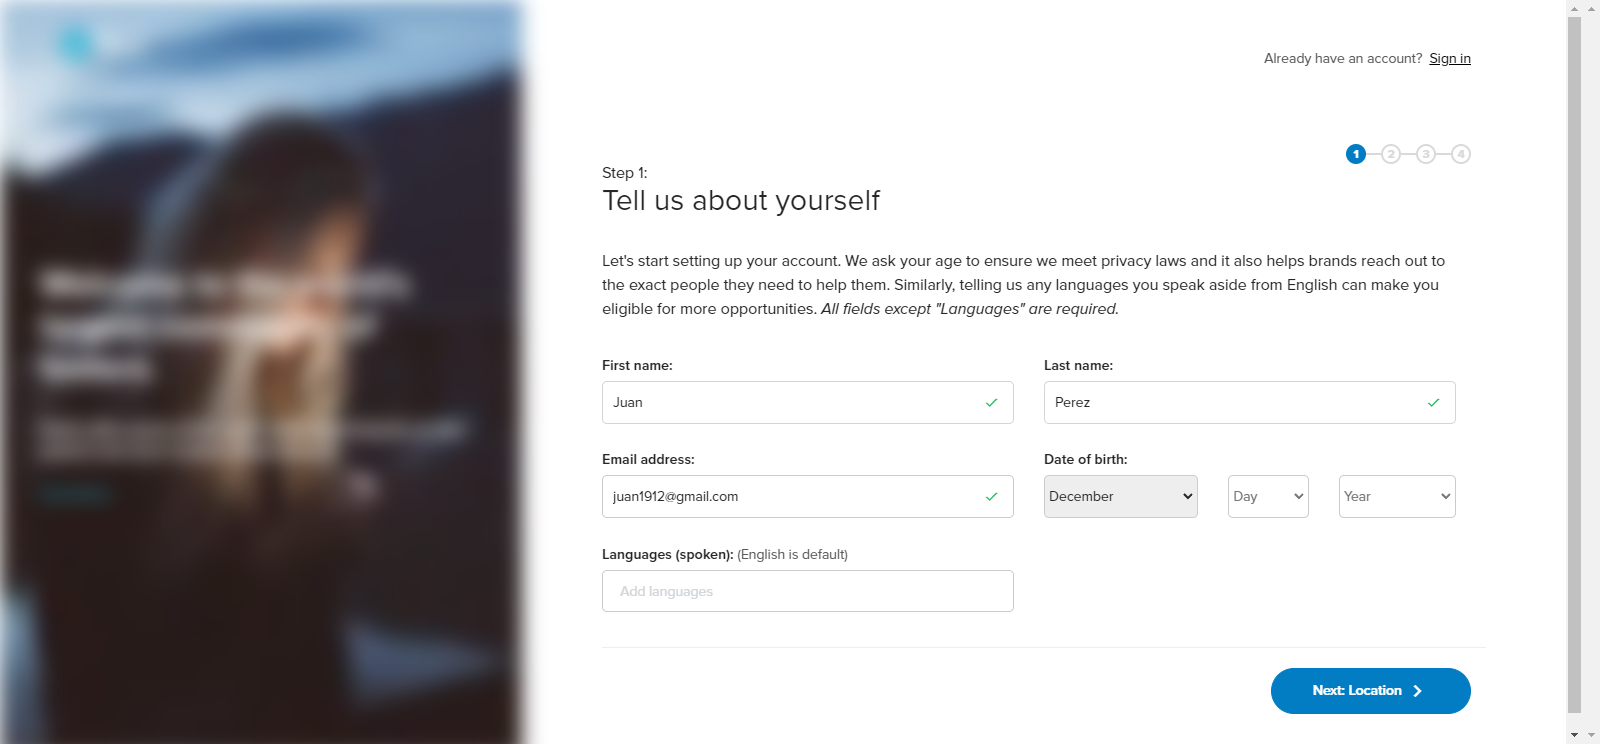 Already have an account? Sign in
1 2 3 4
Step 1:
Tell us about yourself
Let's start setting up your account. We ask your age to ensure we meet privacy laws and it also helps brands reach out to
the exact people they need to help them. Similarly, telling us any languages you speak aside from English can make you
eligible for more opportunities. All fields except "Languages" are required.
First name:
Last name:
Juan
Perez
Email address:
Date of birth:
juan1912@gmail.com
December
Day
Year
Languages (spoken): (English is default)
Add languages
Next: Location